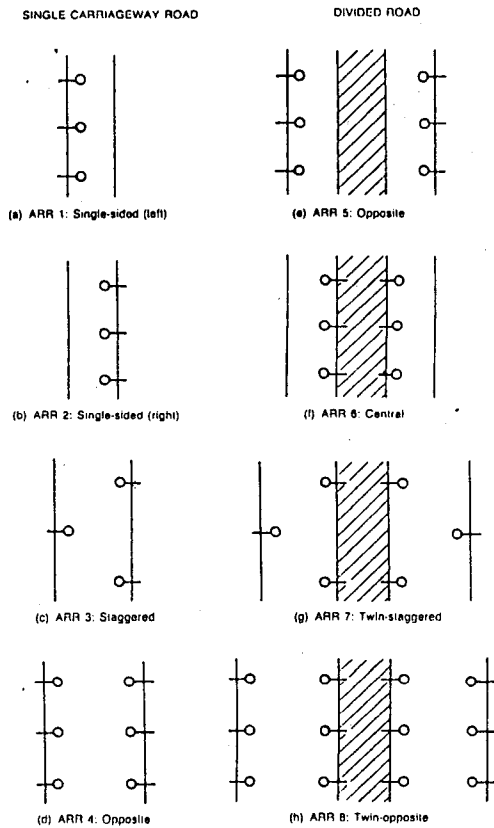 SINGLE CARRIAGEWAY ROAD
DIVIDED ROAD
(a) ARR 1: Single-sided (left)
(e) ARR 5: Opposite
(b) ARR 2: Single-sided (right)
(f) ARR 6: Central
(c) ARR 3: Staggered
(g) ARR 7: Twin-staggered
(d) ARR 4: Opposite
(h) ARR 8: Twin-opposite